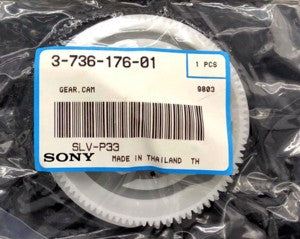 3-736-176-01 1 PCS
GEAR,CAM 9803
SLV-P33
SONY MADE IN THAILAND TH